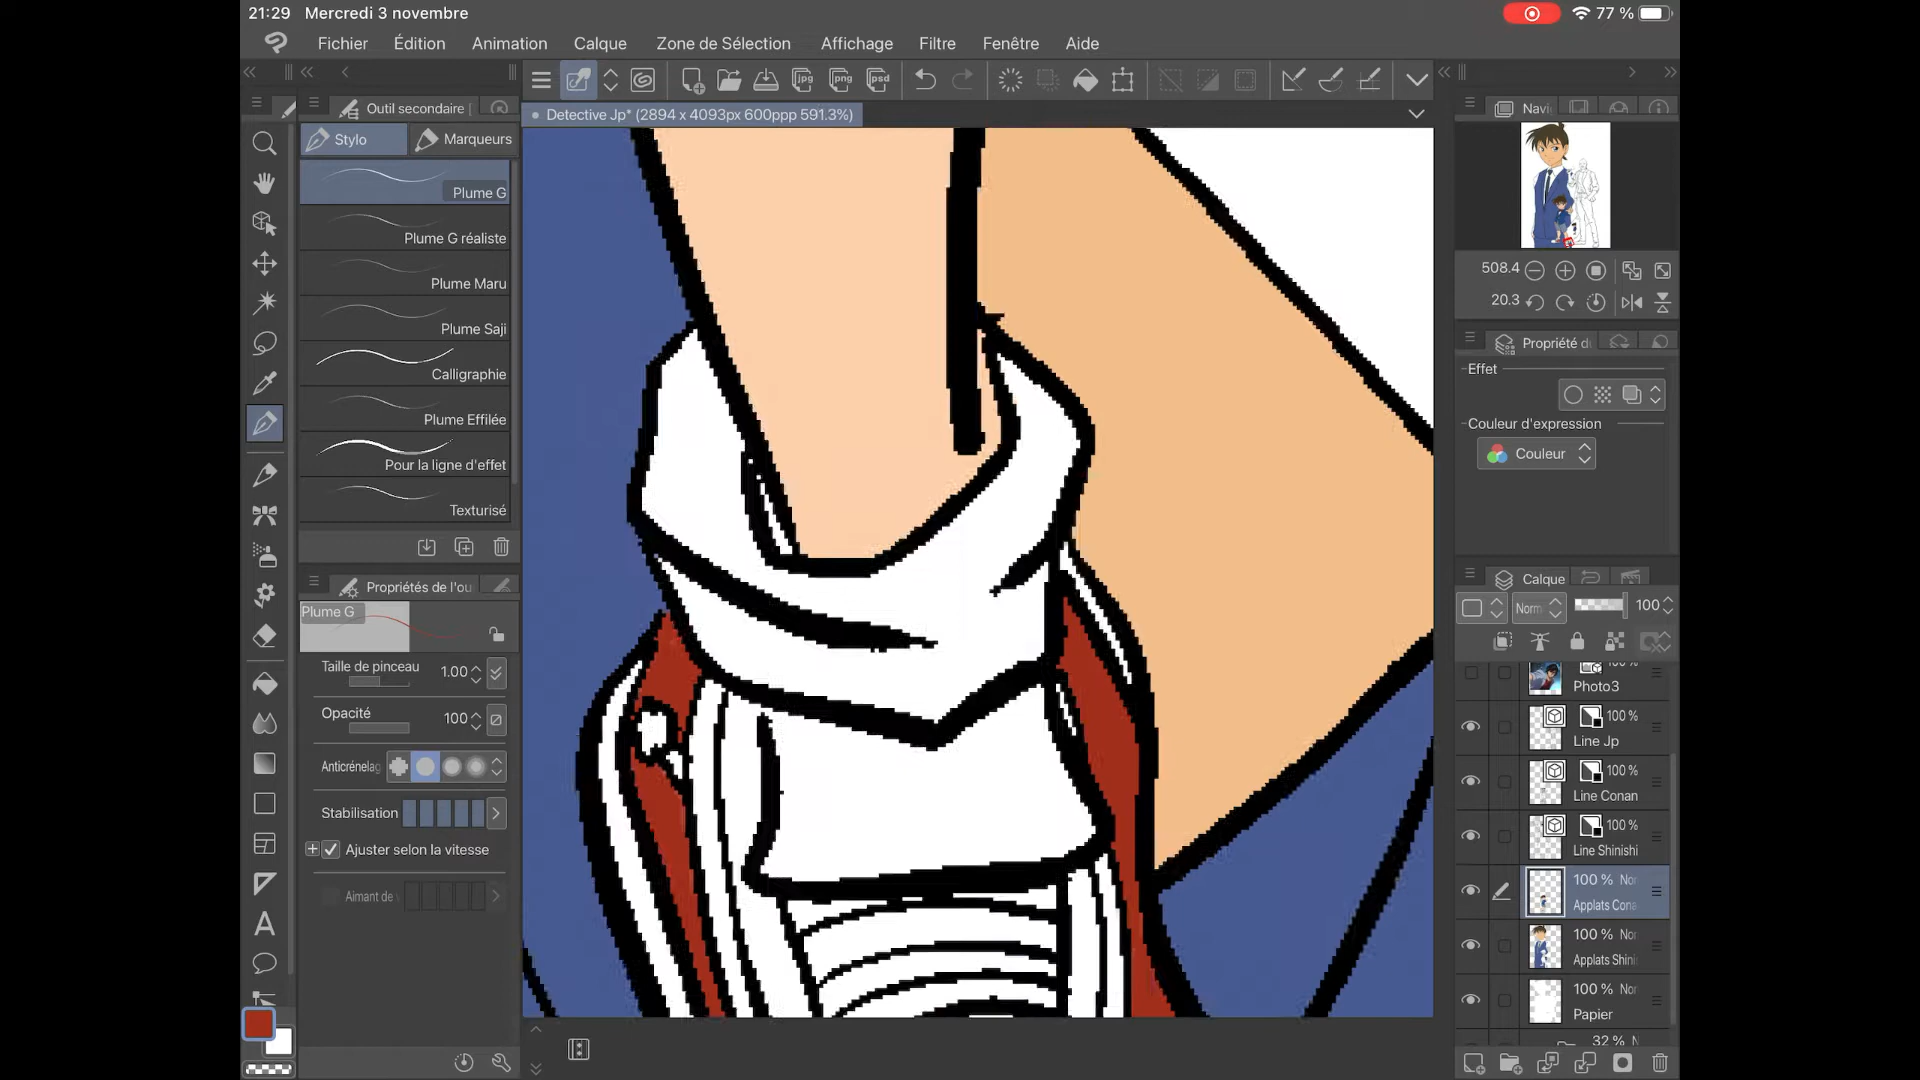 21:29 Mercredi 3 novembre
77 %
Fichier Édition Animation Calque Zone de Sélection Affichage Filtre Fenêtre Aide
Outil secondaire [
jpg png psd
Navi
Stylo Marqueurs
Detective Jp* (2894 x 4093px 600ppp 591.3%)
Plume G
Plume G réaliste
Plume Maru
Plume Saji
Calligraphie
Plume Effilée
Pour la ligne d'effet
Texturisé
Propriétés de l'ou
Plume G
Taille de pinceau 1.00
Opacité 100
Anticrénelag
Stabilisation
Ajuster selon la vitesse
Aimant de
508.4
20.3
Propriété d
Effet
Couleur d'expression
Couleur
Calque
Norm 100
Photo3
100 %
Line Jp
100 %
Line Conan
100 %
Line Shinishi
100 % No
Applats Cona
100 % No
Applats Shini
100 % No
Papier
32 %